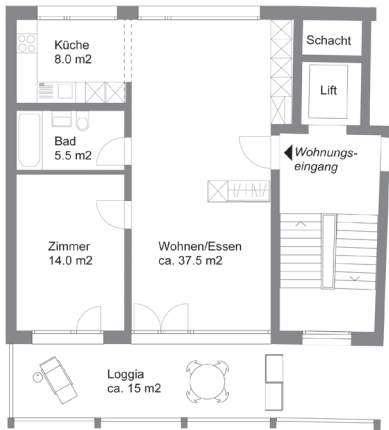 Küche
8.0 m2
Schacht
Lift
Bad
5.5 m2
Wohnungs-
eingang
Zimmer
14.0 m2
Wohnen/Essen
ca. 37.5 m2
Loggia
ca. 15 m2